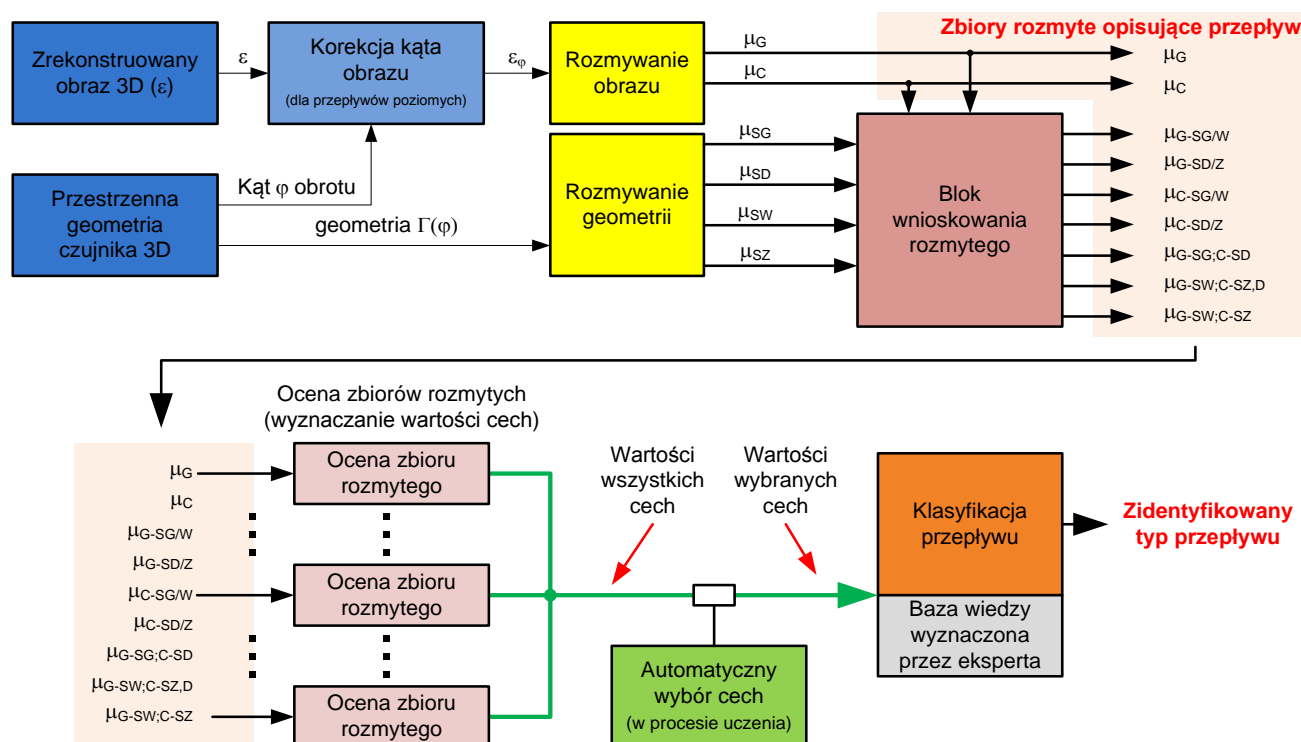 Zrekonstruowany
obraz 3D (ε)
ε
Korekcja kąta
obrazu
(dla przepływów poziomych)
εφ
Rozmywanie
obrazu
μG
μC
Zbiory rozmyte opisujące przepływ
μG
μC
Przestrzenna
geometria
czujnika 3D
Kąt φ obrotu
geometria Γ(φ)
Rozmywanie
geometrii
μSG
μSD
μSW
μSZ
Blok
wnioskowania
rozmytego
μG-SG/W
μG-SD/Z
μC-SG/W
μC-SD/Z
μG-SG;C-SD
μG-SW;C-SZ,D
μG-SW;C-SZ
Ocena zbiorów rozmytych
(wyznaczanie wartości cech)
μG
μC
μG-SG/W
μG-SD/Z
μC-SG/W
μC-SD/Z
μG-SG;C-SD
μG-SW;C-SZ,D
μG-SW;C-SZ
Ocena zbioru
rozmytego
Ocena zbioru
rozmytego
Ocena zbioru
rozmytego
Wartości
wszystkich
cech
Wartości
wybranych
cech
Automatyczny
wybór cech
(w procesie uczenia)
Klasyfikacja
przepływu
Baza wiedzy
wyznaczona
przez eksperta
Zidentyfikowany
typ przepływu